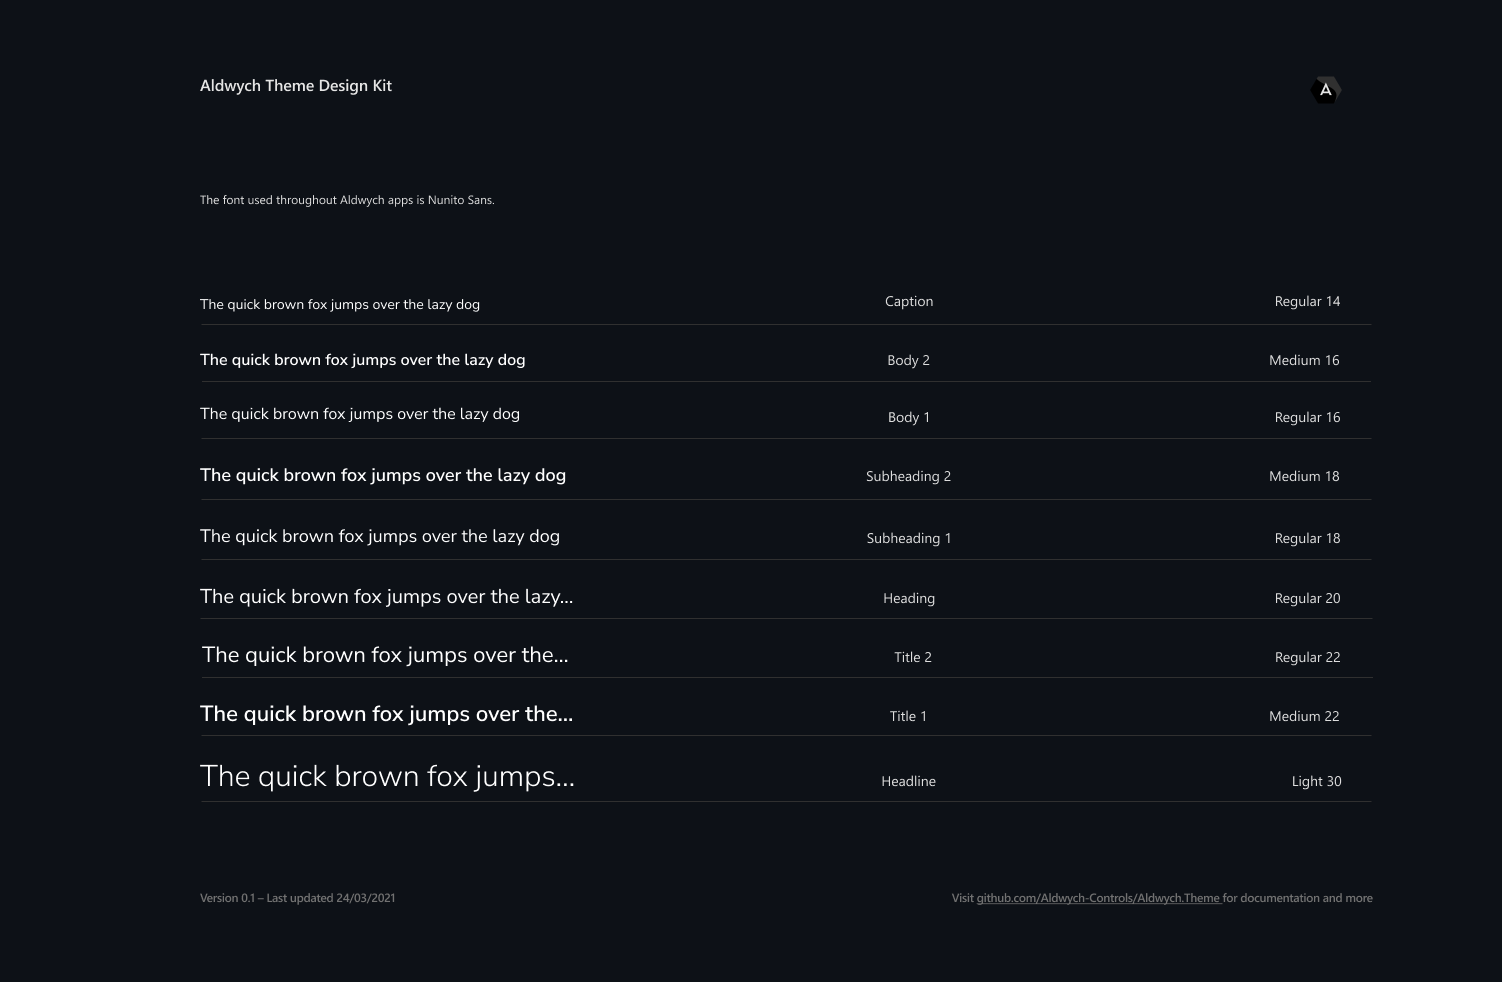 Aldwych Theme Design Kit
A
The font used throughout Aldwych apps is Nunito Sans.
The quick brown fox jumps over the lazy dog Caption Regular 14
The quick brown fox jumps over the lazy dog Body 2 Medium 16
The quick brown fox jumps over the lazy dog Body 1 Regular 16
The quick brown fox jumps over the lazy dog Subheading 2 Medium 18
The quick brown fox jumps over the lazy dog Subheading 1 Regular 18
The quick brown fox jumps over the lazy... Heading Regular 20
The quick brown fox jumps over the... Title 2 Regular 22
The quick brown fox jumps over the... Title 1 Medium 22
The quick brown fox jumps... Headline Light 30
Version 0.1 – Last updated 24/03/2021 Visit github.com/Aldwych-Controls/Aldwych.Theme for documentation and more